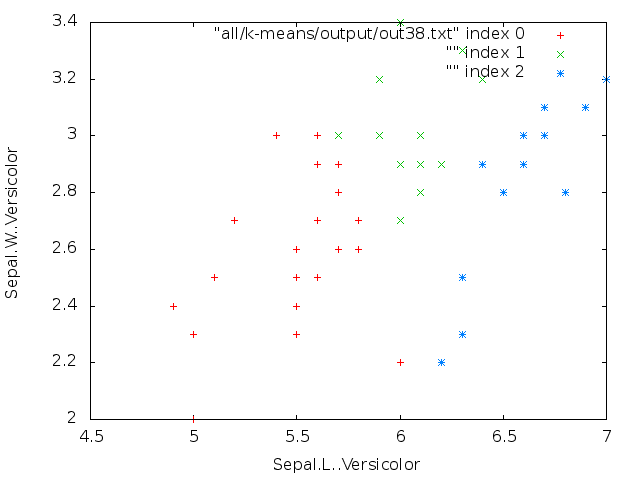 "all/k-means/output/out38.txt" index 0
"" index 1
"" index 2
3.4
3.2
3
2.8
2.6
2.4
2.2
2
4.5 5 5.5 6 6.5 7
Sepal.W..Versicolor
Sepal.L..Versicolor